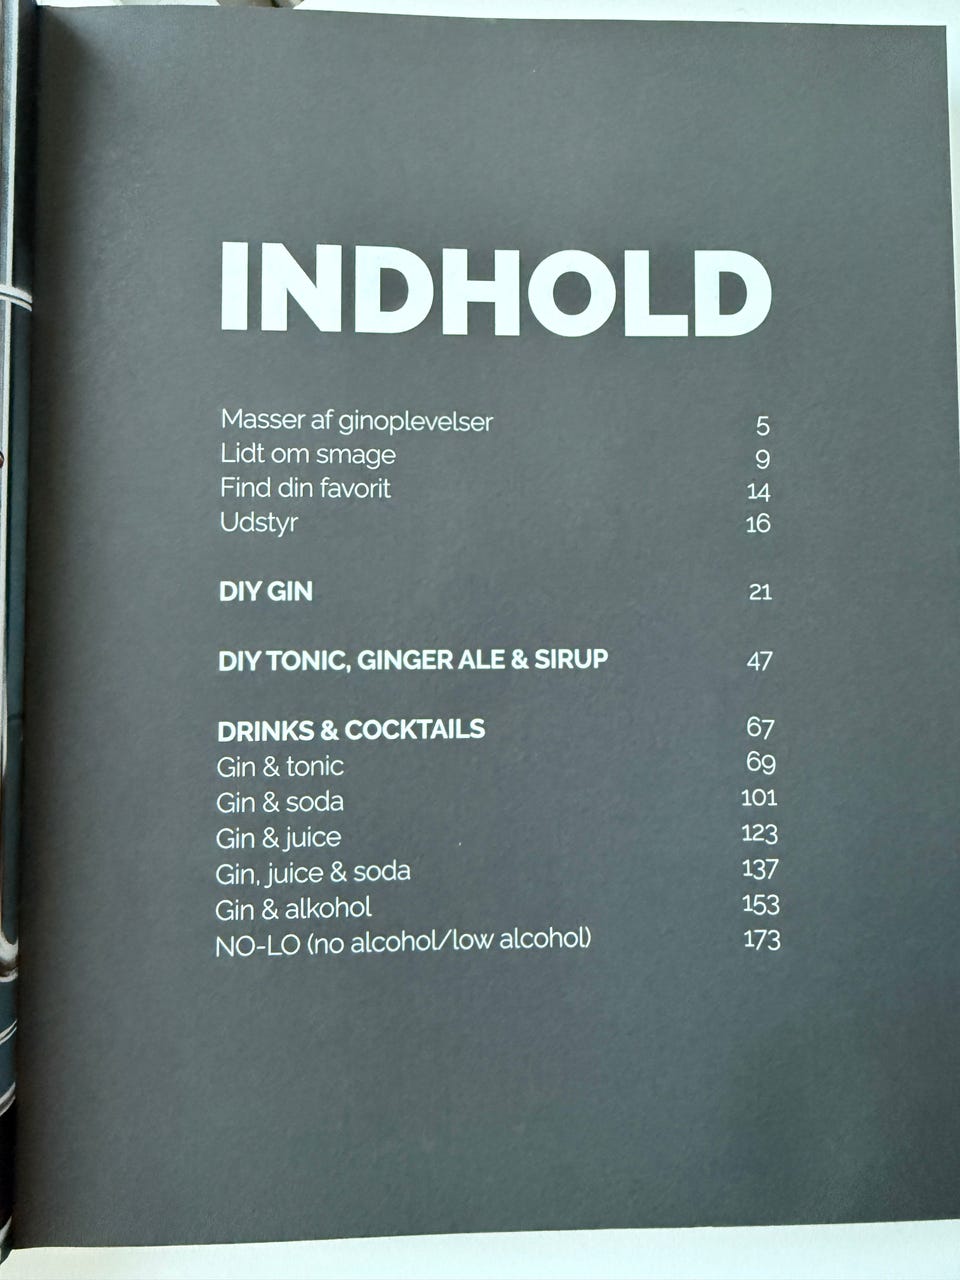 INDHOLD
Masser af ginoplevelser 5
Lidt om smage 9
Find din favorit 14
Udstyr 16
DIY GIN 21
DIY TONIC, GINGER ALE & SIRUP 47
DRINKS & COCKTAILS 67
Gin & tonic 69
Gin & soda 101
Gin & juice 123
Gin, juice & soda 137
Gin & alkohol 153
NO-LO (no alcohol/low alcohol) 173